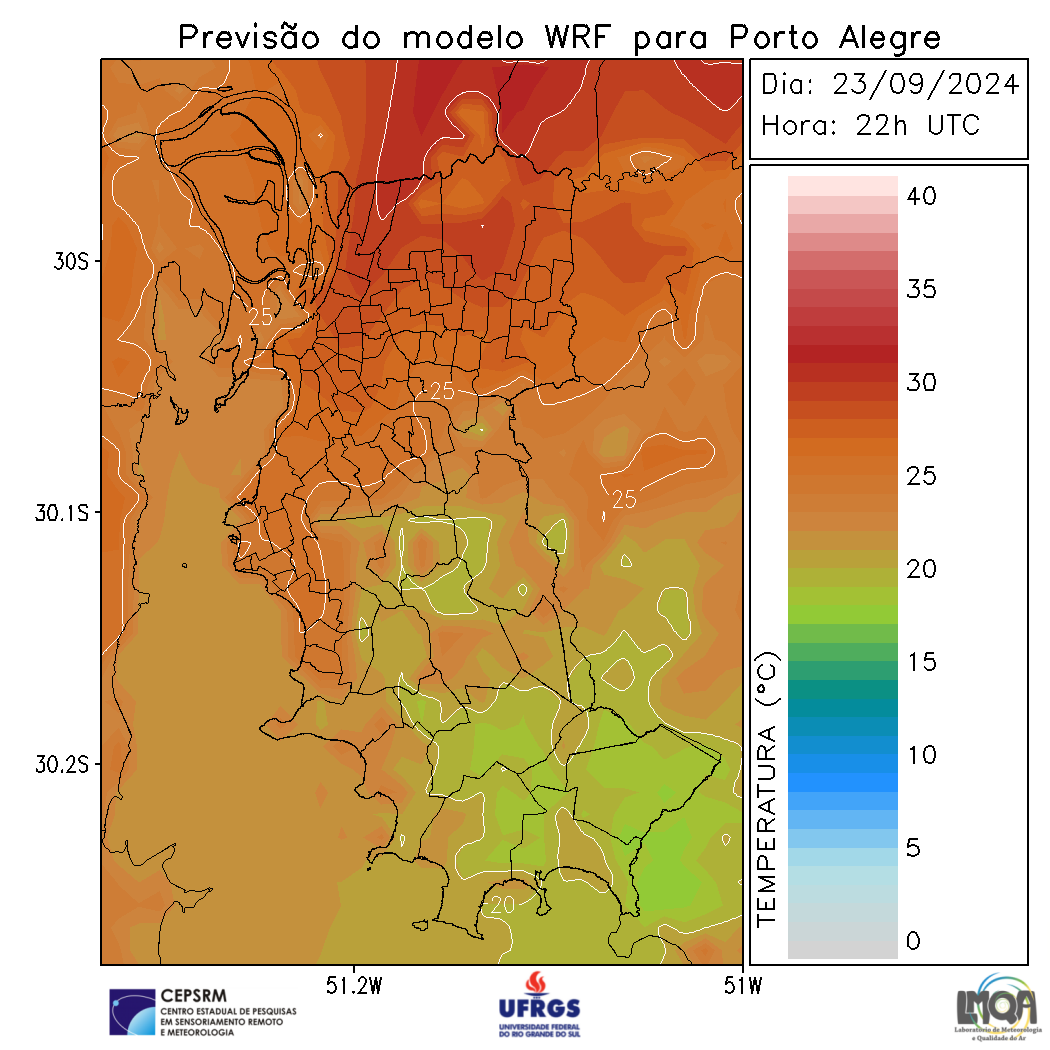 Previsão do modelo WRF para Porto Alegre
Dia: 23/09/2024
Hora: 22h UTC
40
35
30
25
20
15
10
5
0
TEMPERATURA (°C)
30S
30.1S
30.2S
51.2W
51W
25
25
25
20
CEPSRM
CENTRO ESTADUAL DE PESQUISAS
EM SENSORIAMENTO REMOTO
E METEOROLOGIA
UFRGS
UNIVERSIDADE FEDERAL
DO RIO GRANDE DO SUL
LMQA
Laboratório de Meteorologia
e Qualidade do Ar